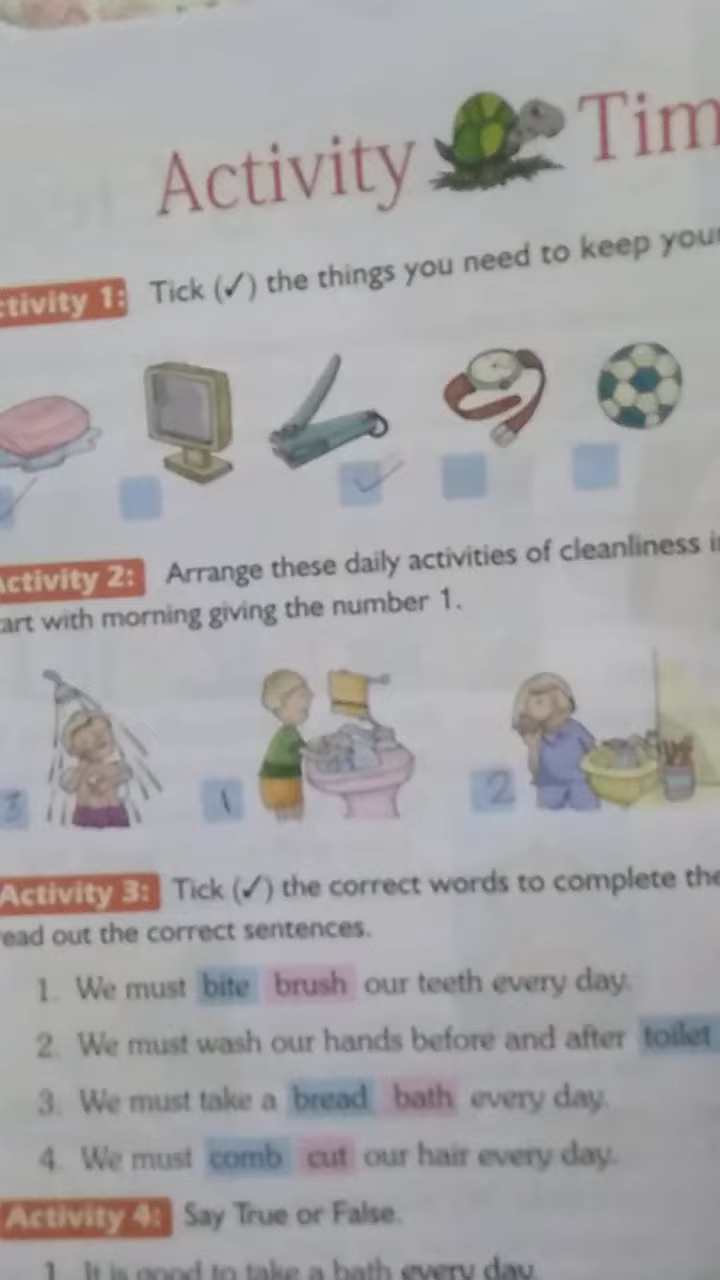 Activity Tim
ctivity 1: Tick (✓) the things you need to keep your
Activity 2: Arrange these daily activities of cleanliness i
art with morning giving the number 1.
3 1 2
Activity 3: Tick (✓) the correct words to complete the
ead out the correct sentences.
1. We must bite brush our teeth every day.
2. We must wash our hands before and after toilet
3. We must take a bread bath every day.
4. We must comb cut our hair every day.
Activity 4: Say True or False.
1. It is good to take a bath every day.